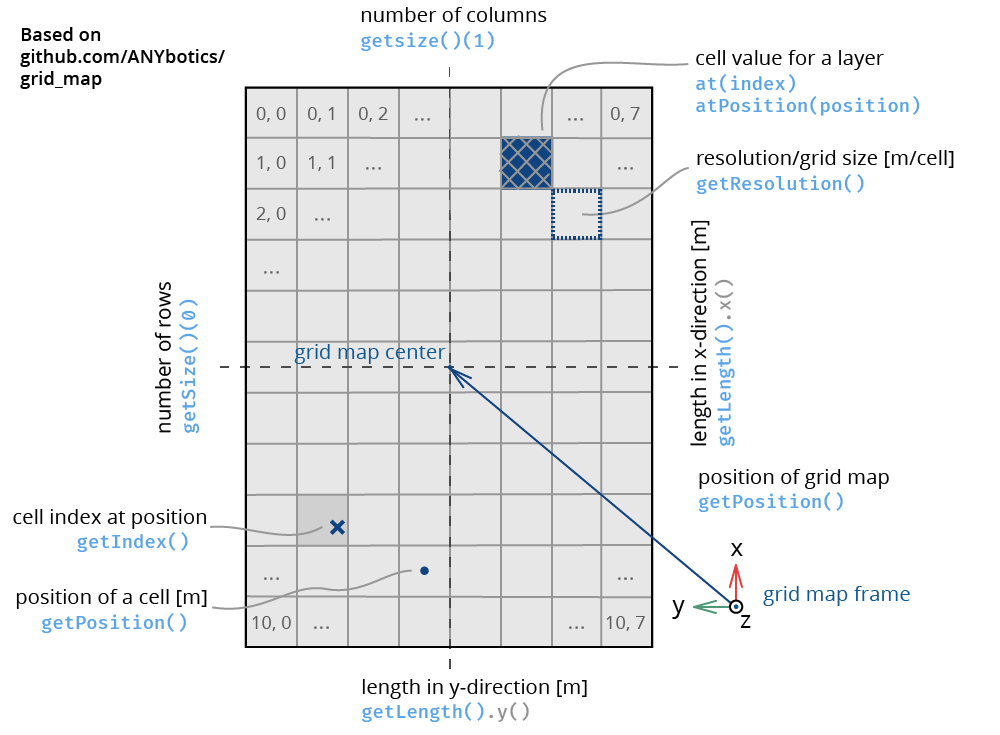 Based on
github.com/ANYbotics/
grid_map
number of columns
getsize()(1)
cell value for a layer
at(index)
atPosition(position)
resolution/grid size [m/cell]
getResolution()
0, 0 0, 1 0, 2 ... ... 0, 7
1, 0 1, 1 ... ...
2, 0 ...
...
number of rows
getSize()(0)
grid map center
length in x-direction [m]
getLength().x()
position of grid map
getPosition()
cell index at position
getIndex()
... ...
position of a cell [m]
getPosition()
x
y
z
grid map frame
10, 0 ... ... 10, 7
length in y-direction [m]
getLength().y()